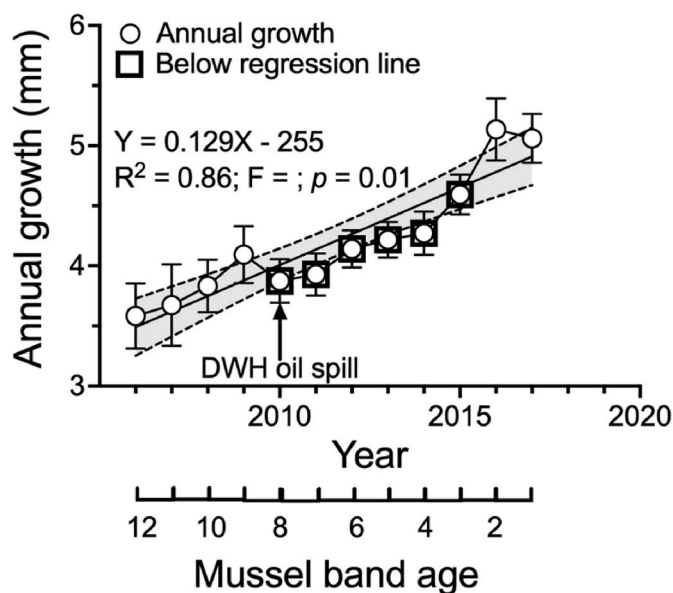 6
Annual growth
Below regression line
Y = 0.129X - 255
R² = 0.86; F = ; p = 0.01
5
4
3
Annual growth (mm)
DWH oil spill
2010 2015 2020
Year
12 10 8 6 4 2
Mussel band age